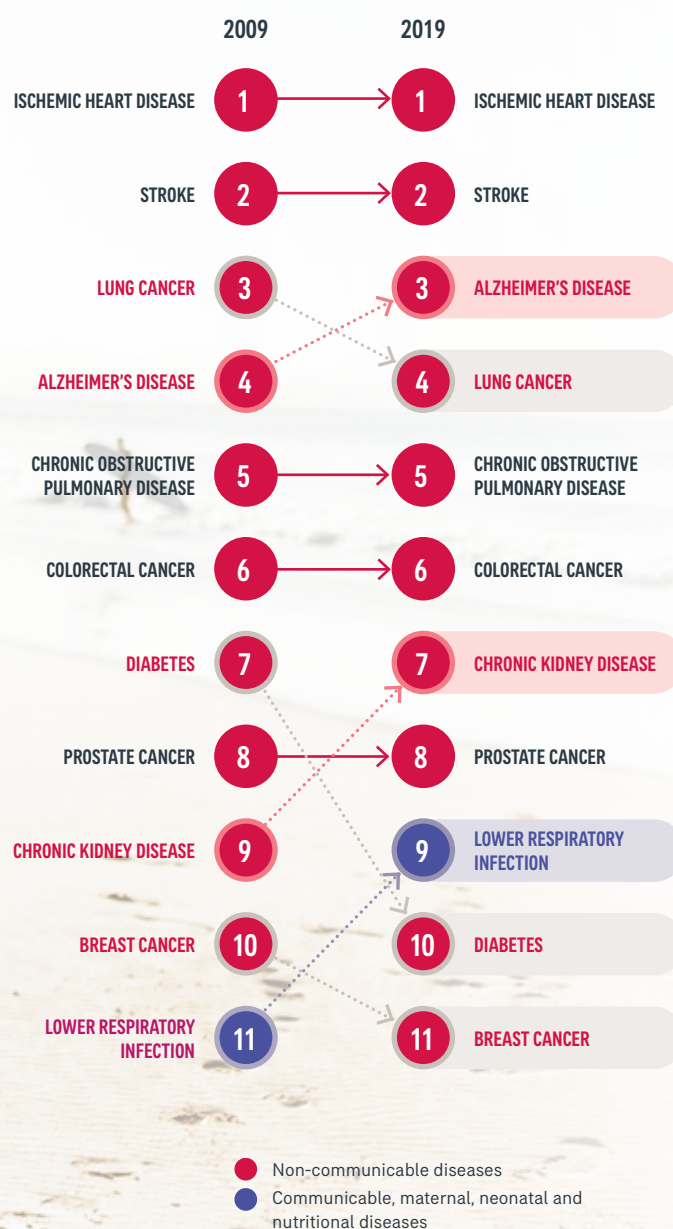 2009 2019
ISCHEMIC HEART DISEASE 1 1 ISCHEMIC HEART DISEASE
STROKE 2 2 STROKE
LUNG CANCER 3 3 ALZHEIMER'S DISEASE
ALZHEIMER'S DISEASE 4 4 LUNG CANCER
CHRONIC OBSTRUCTIVE
PULMONARY DISEASE 5 5 CHRONIC OBSTRUCTIVE
PULMONARY DISEASE
COLORECTAL CANCER 6 6 COLORECTAL CANCER
DIABETES 7 7 CHRONIC KIDNEY DISEASE
PROSTATE CANCER 8 8 PROSTATE CANCER
CHRONIC KIDNEY DISEASE 9 9 LOWER RESPIRATORY
INFECTION
BREAST CANCER 10 10 DIABETES
LOWER RESPIRATORY
INFECTION 11 11 BREAST CANCER
Non-communicable diseases
Communicable, maternal, neonatal and
nutritional diseases